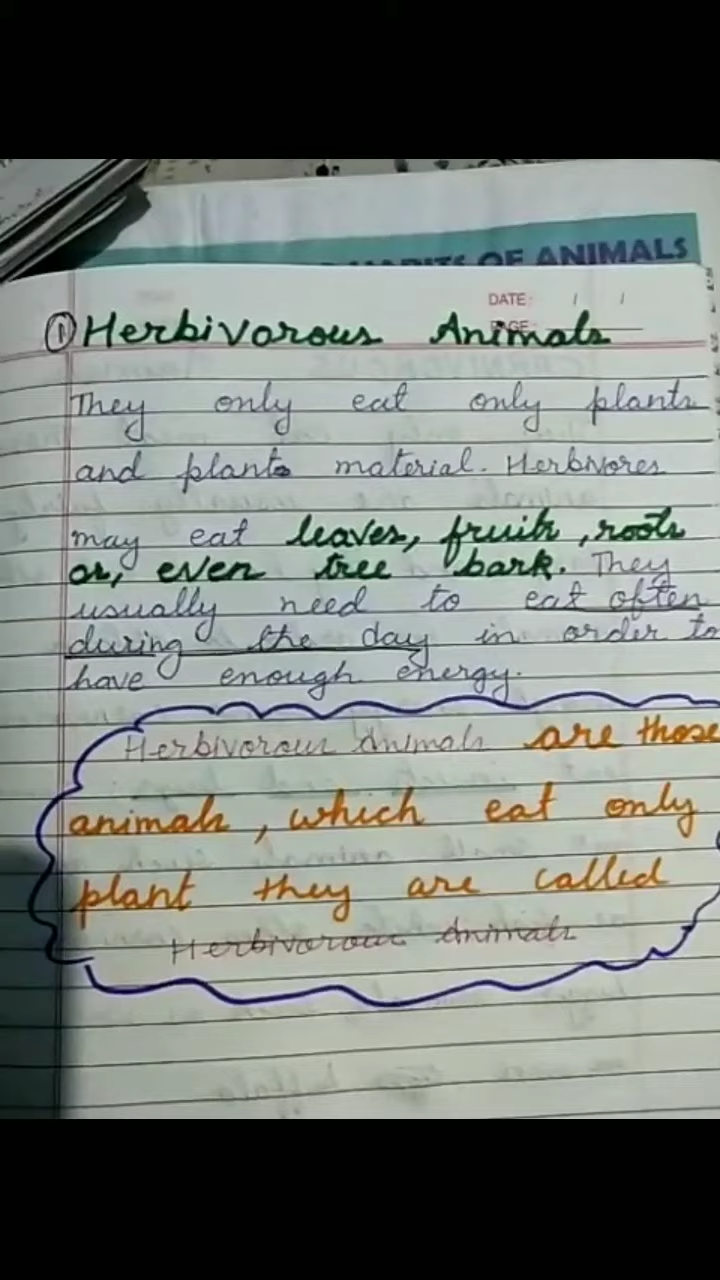 HABITS OF ANIMALS
DATE: / /
PAGE:
① Herbivorous Animals
They only eat only plants
and plants material. Herbivores
may eat leaves, fruits, roots
or, even tree bark. They
usually need to eat often
during the day in order to
have enough energy.
Herbivorous Animals are those
animals, which eat only
plant they are called
Herbivorous Animals